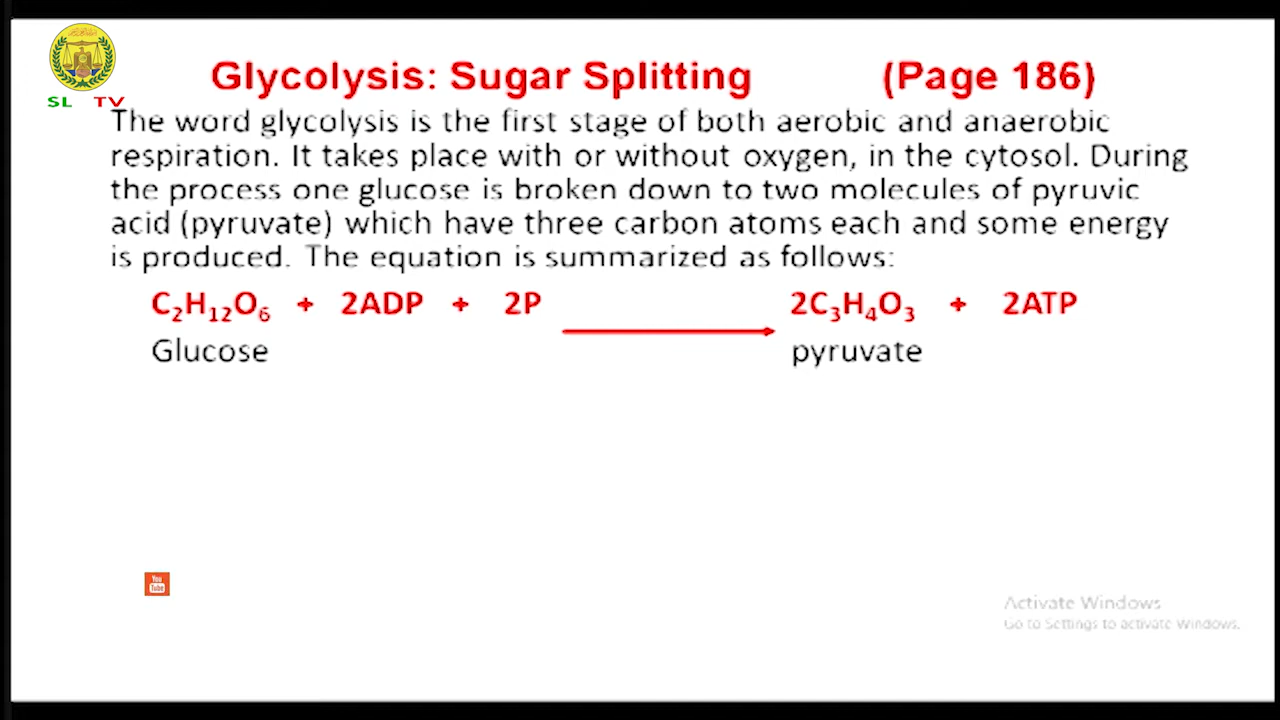 SL TV
Glycolysis: Sugar Splitting (Page 186)
The word glycolysis is the first stage of both aerobic and anaerobic
respiration. It takes place with or without oxygen, in the cytosol. During
the process one glucose is broken down to two molecules of pyruvic
acid (pyruvate) which have three carbon atoms each and some energy
is produced. The equation is summarized as follows:
C₂H₁₂O₆ + 2ADP + 2P 2C₃H₄O₃ + 2ATP
Glucose pyruvate
You Tube
Activate Windows
Go to Settings to activate Windows.